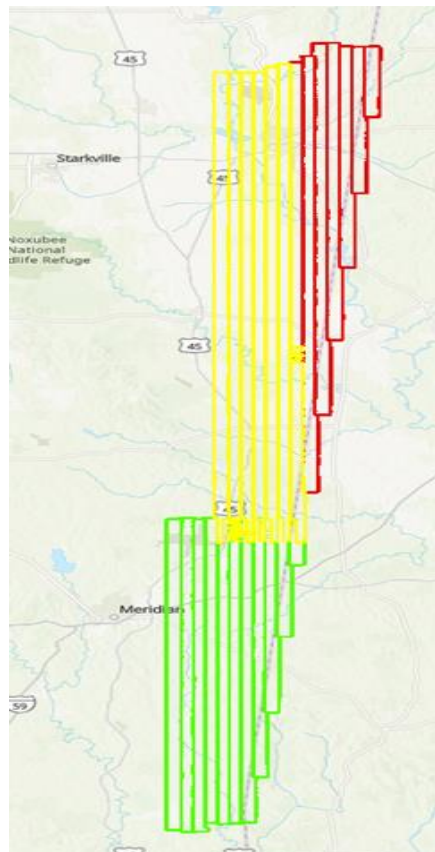 45
Starkville
45
Noxubee
National
dlife Refuge
45
45
Meridian
59